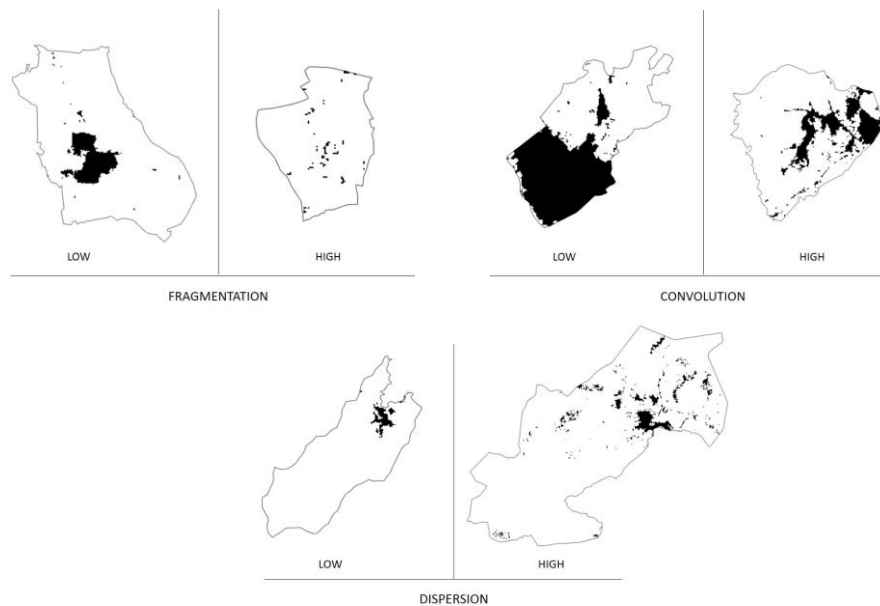 LOW
HIGH
FRAGMENTATION
LOW
HIGH
CONVOLUTION
LOW
HIGH
DISPERSION